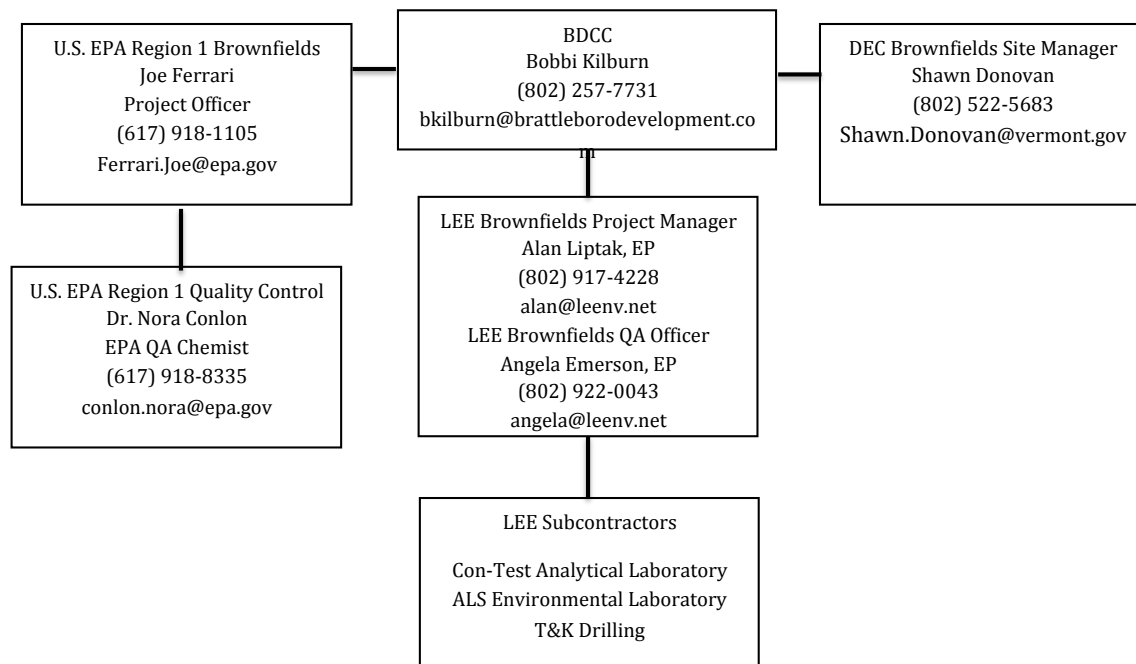 U.S. EPA Region 1 Brownfields
Joe Ferrari
Project Officer
(617) 918-1105
Ferrari.Joe@epa.gov
BDCC
Bobbi Kilburn
(802) 257-7731
bkilburn@brattleborodevelopment.co
m
DEC Brownfields Site Manager
Shawn Donovan
(802) 522-5683
Shawn.Donovan@vermont.gov
U.S. EPA Region 1 Quality Control
Dr. Nora Conlon
EPA QA Chemist
(617) 918-8335
conlon.nora@epa.gov
LEE Brownfields Project Manager
Alan Liptak, EP
(802) 917-4228
alan@leenv.net
LEE Brownfields QA Officer
Angela Emerson, EP
(802) 922-0043
angela@leenv.net
LEE Subcontractors
Con-Test Analytical Laboratory
ALS Environmental Laboratory
T&K Drilling